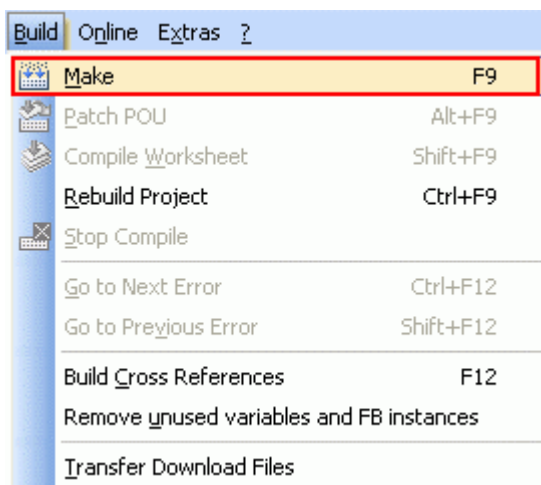 Build Online Extras ?
Make F9
Patch POU Alt+F9
Compile Worksheet Shift+F9
Rebuild Project Ctrl+F9
Stop Compile
Go to Next Error Ctrl+F12
Go to Previous Error Shift+F12
Build Cross References F12
Remove unused variables and FB instances
Transfer Download Files